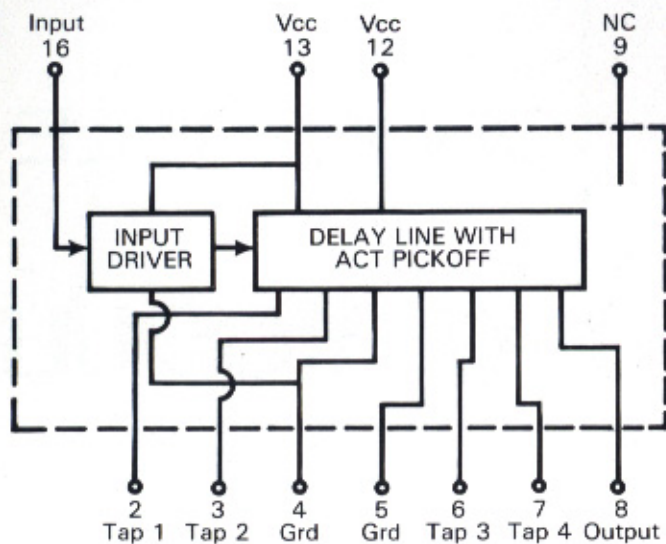 Input Vcc Vcc NC
16 13 12 9
INPUT DRIVER
DELAY LINE WITH
ACT PICKOFF
2 3 4 5 6 7 8
Tap 1 Tap 2 Grd Grd Tap 3 Tap 4 Output